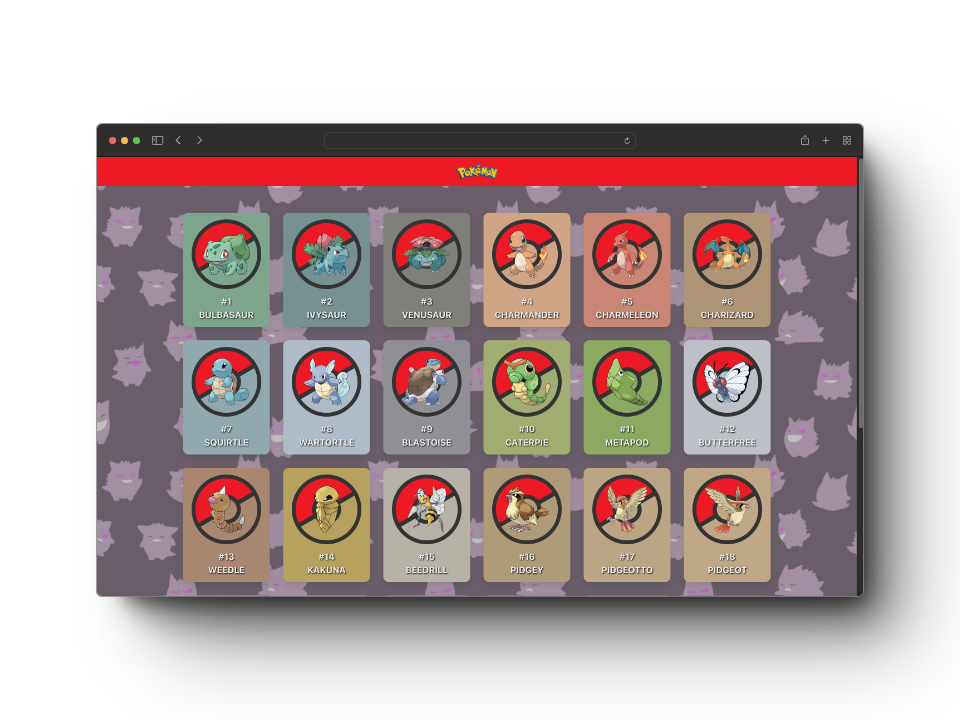 Pokémon
#1
BULBASAUR
#2
IVYSAUR
#3
VENUSAUR
#4
CHARMANDER
#5
CHARMELEON
#6
CHARIZARD
#7
SQUIRTLE
#8
WARTORTLE
#9
BLASTOISE
#10
CATERPIE
#11
METAPOD
#12
BUTTERFREE
#13
WEEDLE
#14
KAKUNA
#15
BEEDRILL
#16
PIDGEY
#17
PIDGEOTTO
#18
PIDGEOT